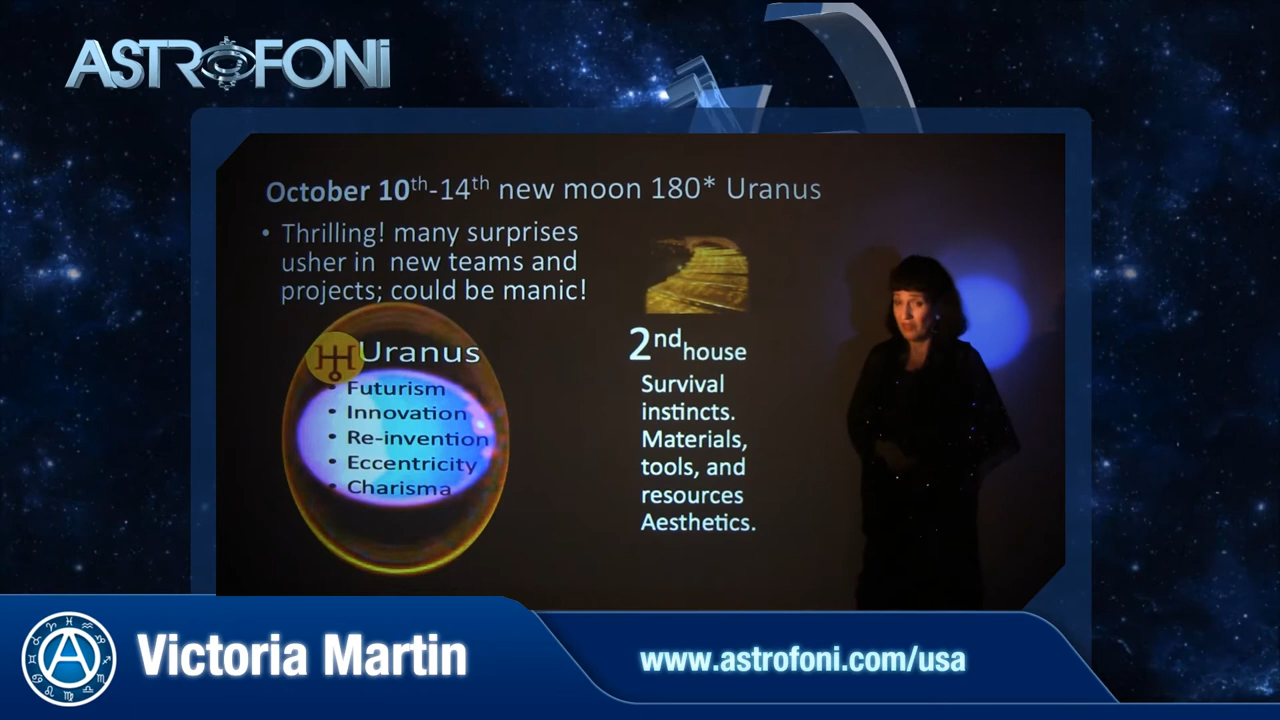 ASTROFONi
October 10th-14th new moon 180* Uranus
• Thrilling! many surprises
usher in new teams and
projects; could be manic!
Uranus
• Futurism
• Innovation
• Re-invention
• Eccentricity
• Charisma
2nd house
Survival
instincts.
Materials,
tools, and
resources
Aesthetics.
Victoria Martin
www.astrofoni.com/usa